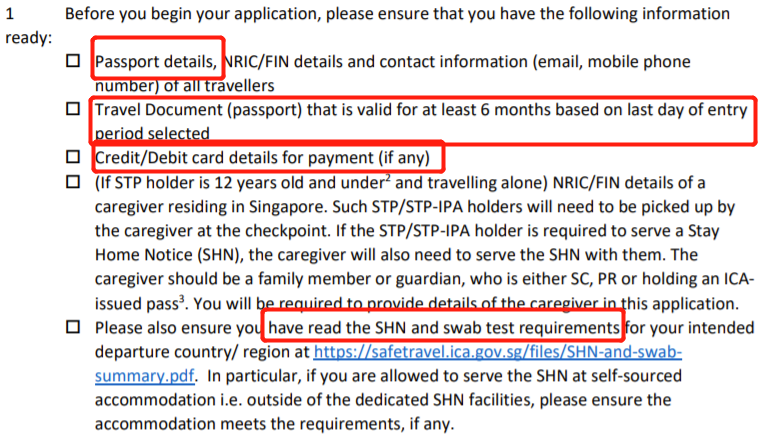 1 Before you begin your application, please ensure that you have the following information
ready:
☐ Passport details, NRIC/FIN details and contact information (email, mobile phone
number) of all travellers
☐ Travel Document (passport) that is valid for at least 6 months based on last day of entry
period selected
☐ Credit/Debit card details for payment (if any)
☐ (If STP holder is 12 years old and under² and travelling alone) NRIC/FIN details of a
caregiver residing in Singapore. Such STP/STP-IPA holders will need to be picked up by
the caregiver at the checkpoint. If the STP/STP-IPA holder is required to serve a Stay
Home Notice (SHN), the caregiver will also need to serve the SHN with them. The
caregiver should be a family member or guardian, who is either SC, PR or holding an ICA-
issued pass³. You will be required to provide details of the caregiver in this application.
☐ Please also ensure you have read the SHN and swab test requirements for your intended
departure country/ region at https://safetravel.ica.gov.sg/files/SHN-and-swab-
summary.pdf. In particular, if you are allowed to serve the SHN at self-sourced
accommodation i.e. outside of the dedicated SHN facilities, please ensure the
accommodation meets the requirements, if any.